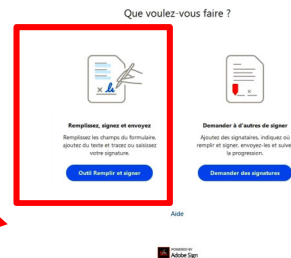 Que voulez-vous faire ?
Remplissez, signez et envoyez
Remplissez les champs du formulaire,
ajoutez du texte et tracez ou saisissez
votre signature.
Outil Remplir et signer
Demander à d'autres de signer
Ajoutez des signataires, indiquez où
remplir et signer, envoyez-les et suive
la progression.
Demander des signatures
Aide
POWERED BY
Adobe Sign